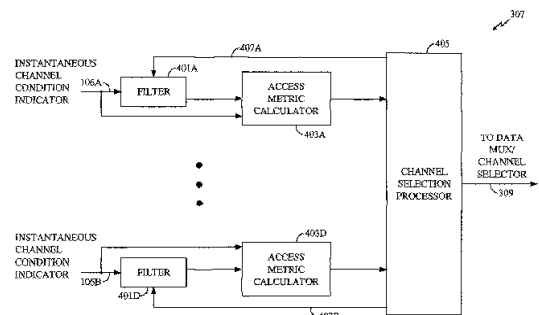 307
407A
405
INSTANTANEOUS
CHANNEL
CONDITION
INDICATOR
106A
401A
FILTER
ACCESS
METRIC
CALCULATOR
403A
TO DATA
MUX/
CHANNEL
SELECTOR
309
CHANNEL
SELECTION
PROCESSOR
INSTANTANEOUS
CHANNEL
CONDITION
INDICATOR
106B
403D
FILTER
401D
ACCESS
METRIC
CALCULATOR